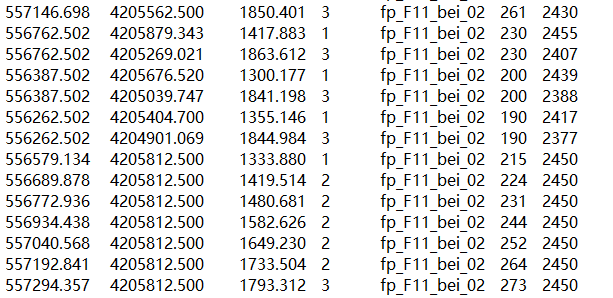 557146.698 4205562.500 1850.401 3 fp_F11_bei_02 261 2430
556762.502 4205879.343 1417.883 1 fp_F11_bei_02 230 2455
556762.502 4205269.021 1863.612 3 fp_F11_bei_02 230 2407
556387.502 4205676.520 1300.177 1 fp_F11_bei_02 200 2439
556387.502 4205039.747 1841.198 3 fp_F11_bei_02 200 2388
556262.502 4205404.700 1355.146 1 fp_F11_bei_02 190 2417
556262.502 4204901.069 1844.984 3 fp_F11_bei_02 190 2377
556579.134 4205812.500 1333.880 1 fp_F11_bei_02 215 2450
556689.878 4205812.500 1419.514 2 fp_F11_bei_02 224 2450
556772.936 4205812.500 1480.681 2 fp_F11_bei_02 231 2450
556934.438 4205812.500 1582.626 2 fp_F11_bei_02 244 2450
557040.568 4205812.500 1649.230 2 fp_F11_bei_02 252 2450
557192.841 4205812.500 1733.504 2 fp_F11_bei_02 264 2450
557294.357 4205812.500 1793.312 3 fp_F11_bei_02 273 2450